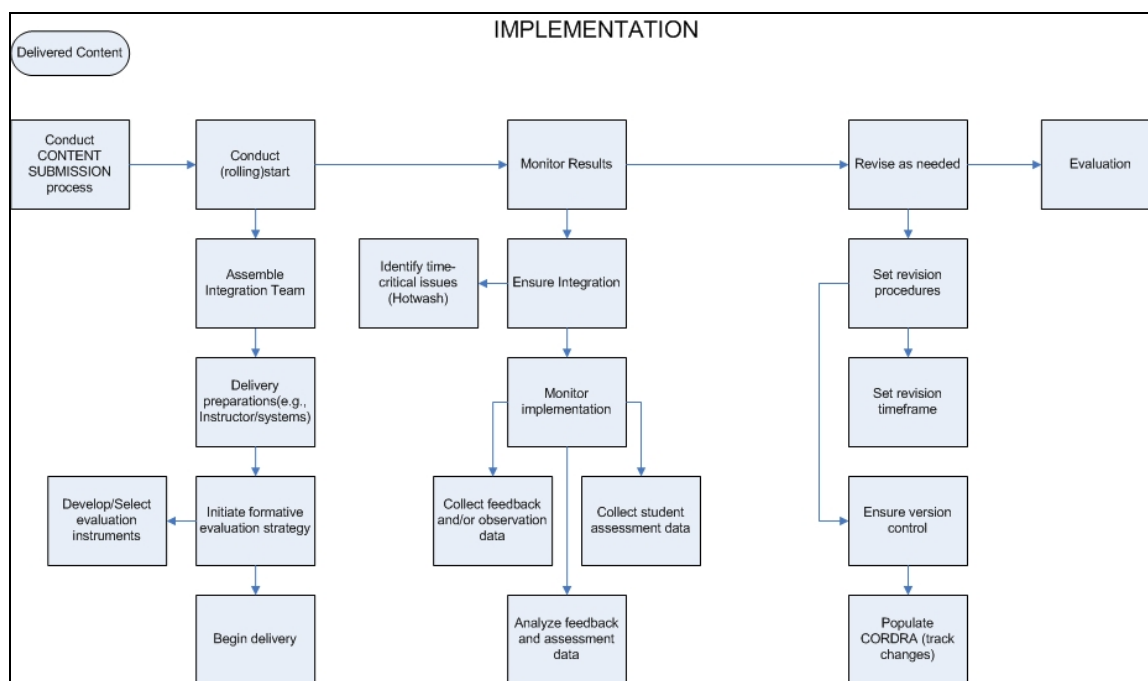 IMPLEMENTATION
Delivered Content
Conduct
CONTENT
SUBMISSION
process
Conduct
(rolling)start
Monitor Results
Revise as needed
Evaluation
Assemble
Integration Team
Identify time-
critical issues
(Hotwash)
Ensure Integration
Set revision
procedures
Delivery
preparations(e.g.,
Instructor/systems)
Monitor
implementation
Set revision
timeframe
Develop/Select
evaluation
instruments
Initiate formative
evaluation strategy
Collect feedback
and/or observation
data
Collect student
assessment data
Ensure version
control
Begin delivery
Analyze feedback
and assessment
data
Populate
CORDRA (track
changes)